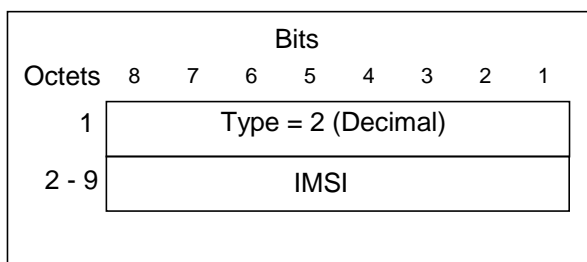 Bits
Octets 8 7 6 5 4 3 2 1
1 Type = 2 (Decimal)
2 - 9 IMSI